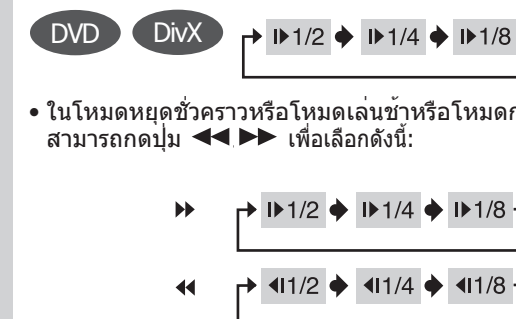 DVD DivX 1/2 1/4 1/8
• ในโหมดหยุดชั่วคราวหรือโหมดเล่นช้าหรือโหมด
สามารถกดปุ่ม ◀◀ ▶▶ เพื่อเลือกดังนี้:
▶▶ 1/2 1/4 1/8
◀◀ 1/2 1/4 1/8